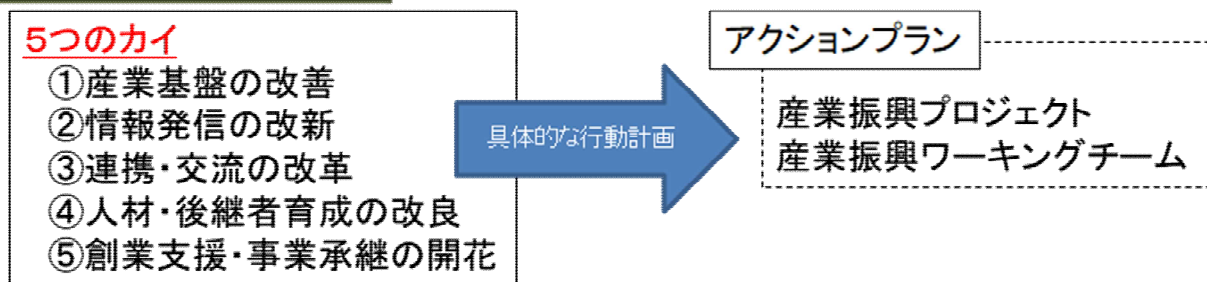 5つのカイ
①産業基盤の改善
②情報発信の改新
③連携・交流の改革
④人材・後継者育成の改良
⑤創業支援・事業承継の開花
具体的な行動計画
アクションプラン
産業振興プロジェクト
産業振興ワーキングチーム